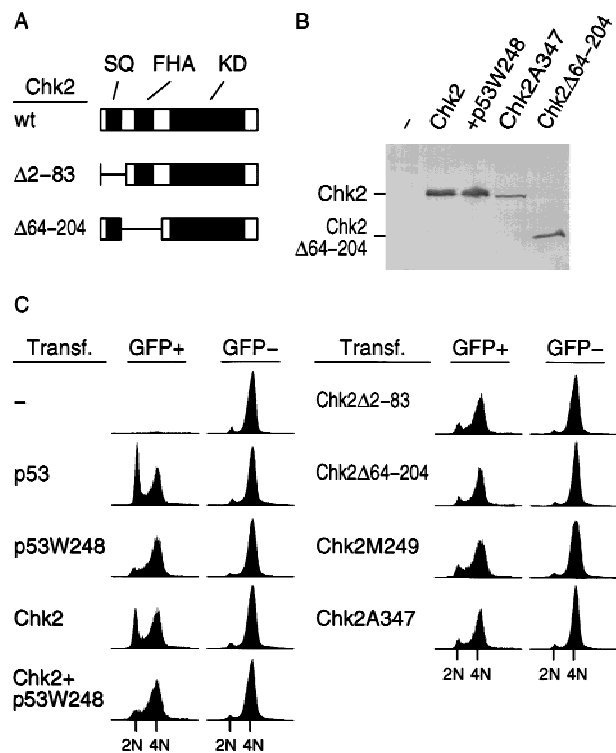 A
SQ FHA KD
Chk2
wt
Δ2–83
Δ64–204
B
– Chk2 +p53W248 Chk2A347 Chk2Δ64–204
Chk2
Chk2
Δ64–204
C
Transf. GFP+ GFP–
–
p53
p53W248
Chk2
Chk2+
p53W248
2N 4N 2N 4N
Transf. GFP+ GFP–
Chk2Δ2–83
Chk2Δ64–204
Chk2M249
Chk2A347
2N 4N 2N 4N